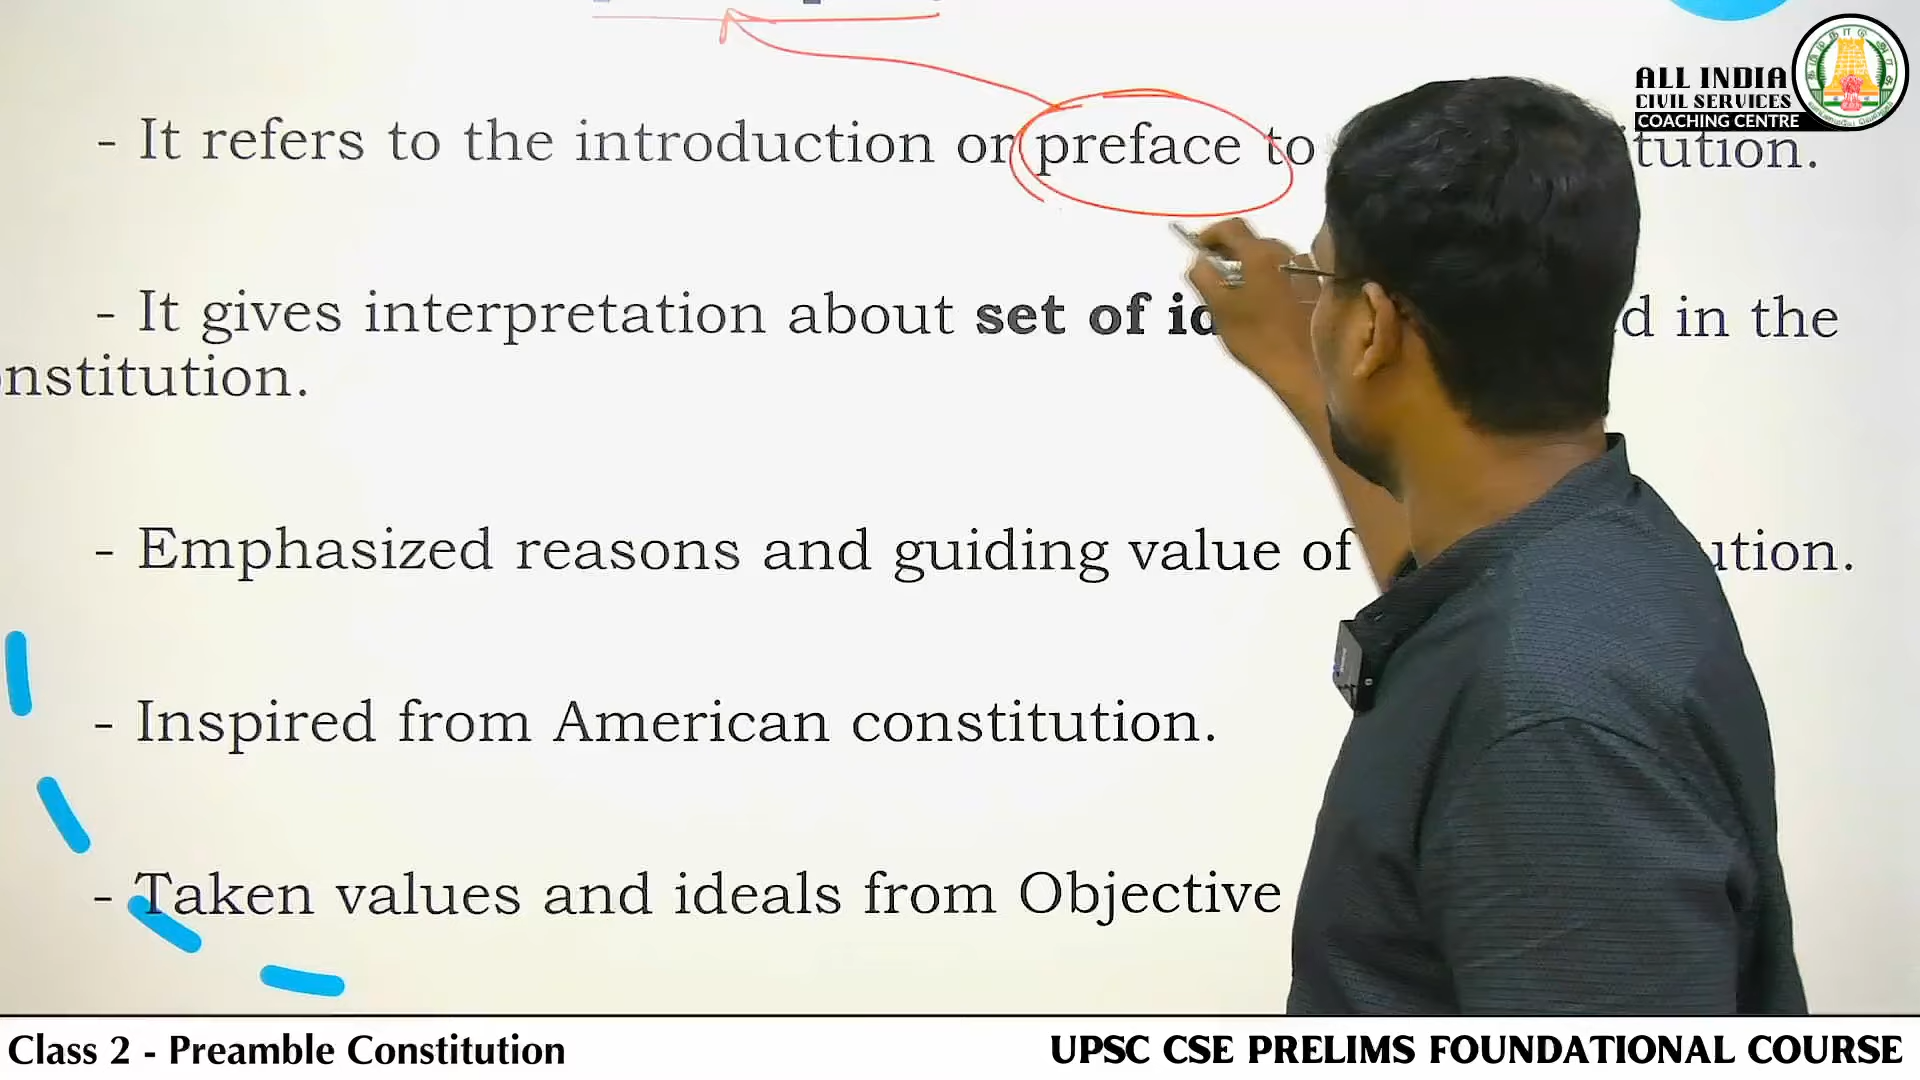 ALL INDIA
CIVIL SERVICES
COACHING CENTRE
- It refers to the introduction or preface to tution.
- It gives interpretation about set of in the
nstitution.
- Emphasized reasons and guiding value of ution.
- Inspired from American constitution.
- Taken values and ideals from Objective
Class 2 - Preamble Constitution
UPSC CSE PRELIMS FOUNDATIONAL COURSE